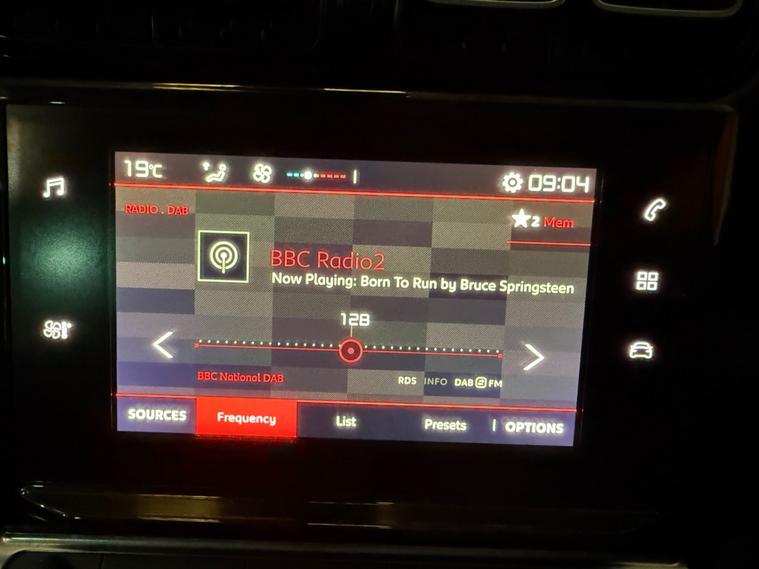 19°C 09:04
RADIO . DAB
2 Mem
BBC Radio2
Now Playing: Born To Run by Bruce Springsteen
128
BBC National DAB
RDS INFO DAB FM
SOURCES Frequency List Presets OPTIONS